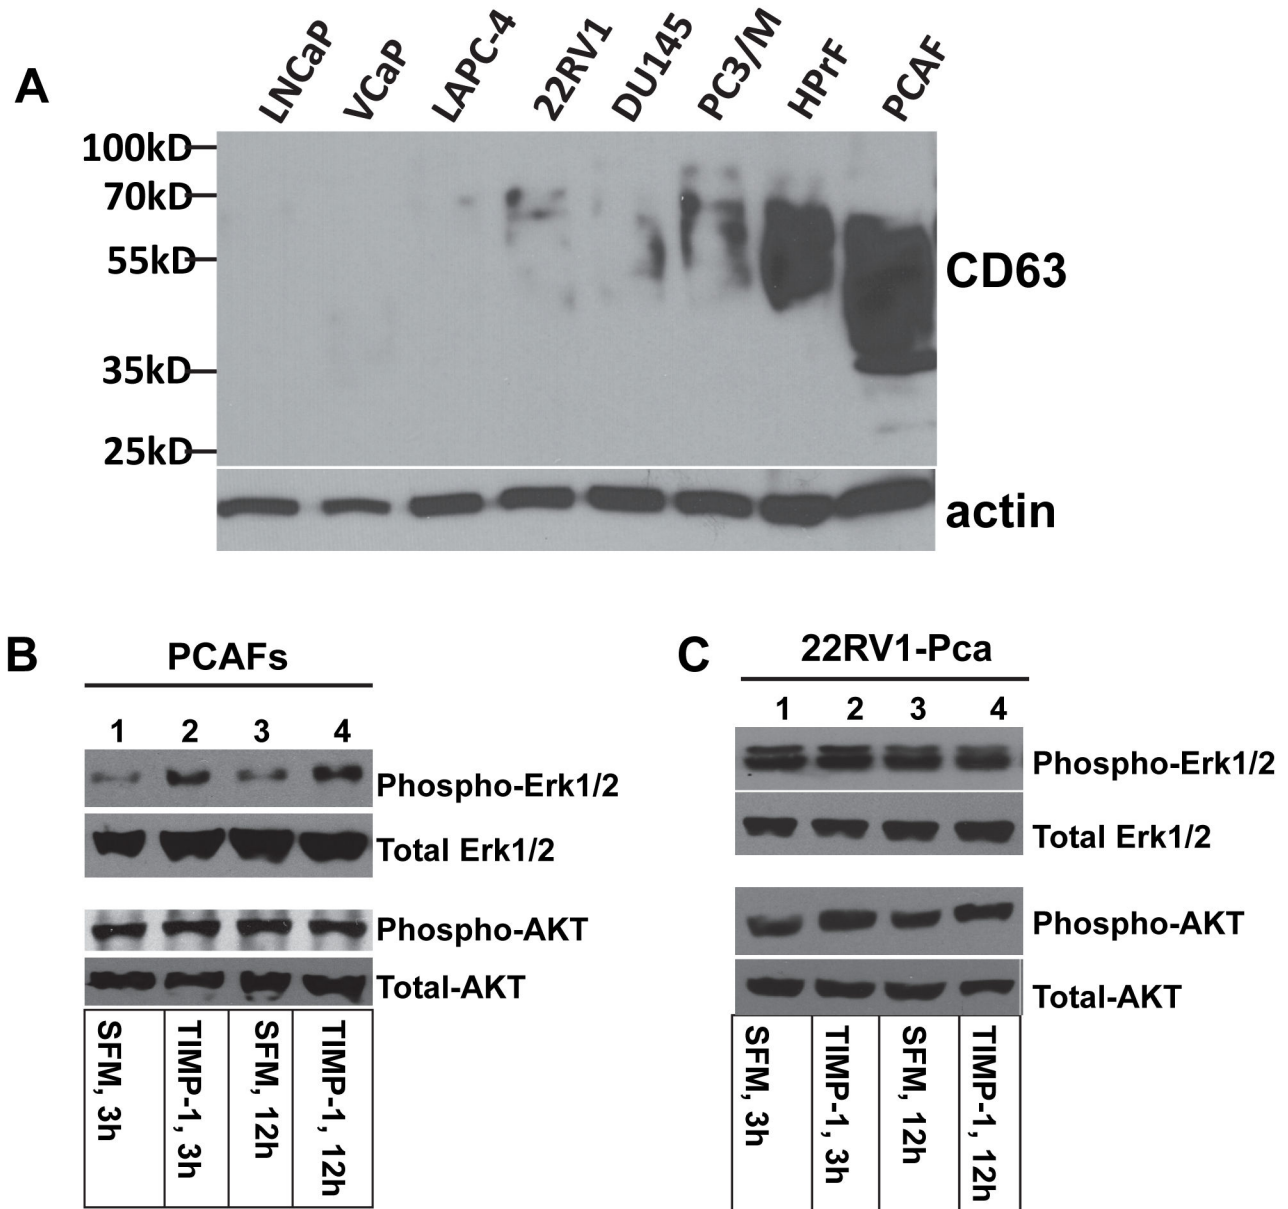 A
LNCaP VCaP LAPC-4 22RV1 DU145 PC3/M HPrF PCAF
100kD
70kD
55kD
35kD
25kD
CD63
actin
B
PCAFs
1 2 3 4
Phospho-Erk1/2
Total Erk1/2
Phospho-AKT
Total-AKT
SFM, 3h
TIMP-1, 3h
SFM, 12h
TIMP-1, 12h
C
22RV1-Pca
1 2 3 4
Phospho-Erk1/2
Total Erk1/2
Phospho-AKT
Total-AKT
SFM, 3h
TIMP-1, 3h
SFM, 12h
TIMP-1, 12h